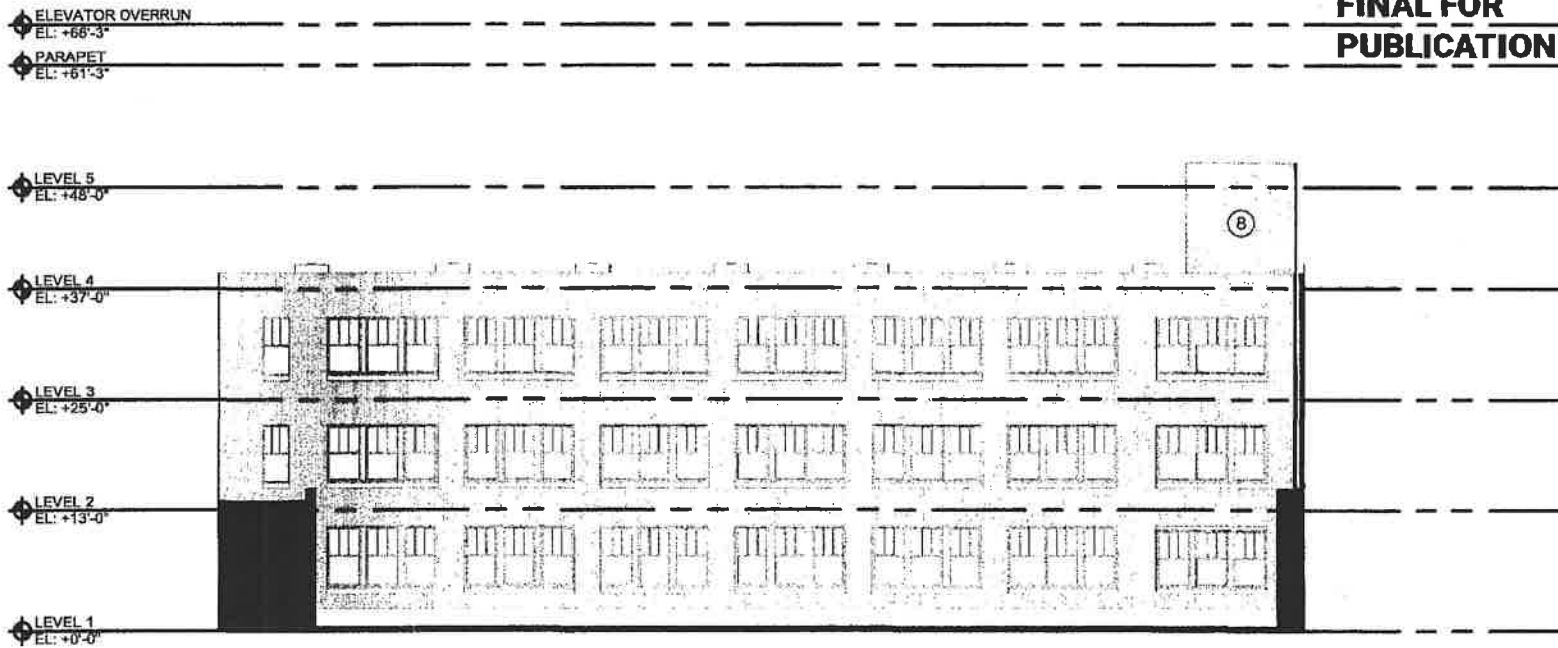 FINAL FOR
PUBLICATION
ELEVATOR OVERRUN
EL: +66'-3"
PARAPET
EL: +61'-3"
LEVEL 5
EL: +48'-0"
8
LEVEL 4
EL: +37'-0"
LEVEL 3
EL: +25'-0"
LEVEL 2
EL: +13'-0"
LEVEL 1
EL: +0'-0"